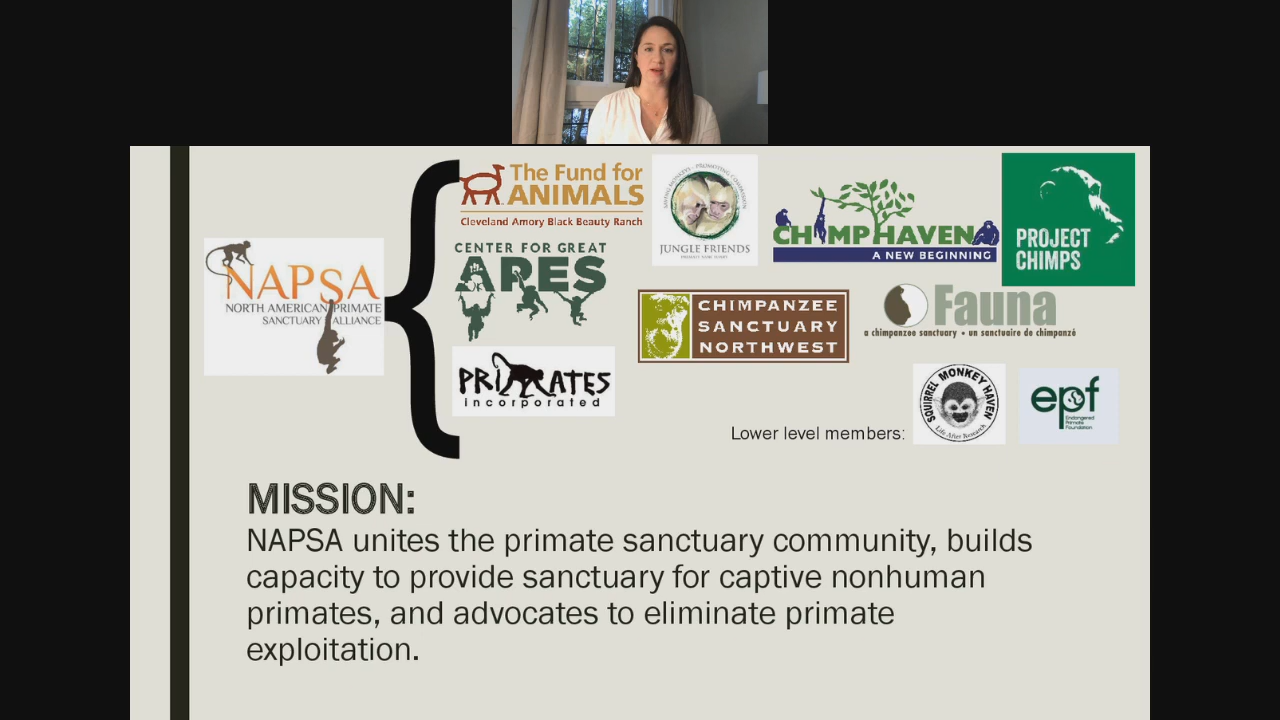 NAPSA
NORTH AMERICAN PRIMATE
SANCTUARY ALLIANCE
The Fund for
ANIMALS
Cleveland Amory Black Beauty Ranch
CENTER FOR GREAT
APES
PRIMATES
incorporated
JUNGLE FRIENDS
CHIMP HAVEN
A NEW BEGINNING
PROJECT
CHIMPS
CHIMPANZEE
SANCTUARY
NORTHWEST
Fauna
a chimpanzee sanctuary • un sanctuaire de chimpanzé
Lower level members:
SQUIRREL MONKEY HAVEN
Life After Research
epf
Endangered
Primate
Foundation
MISSION:
NAPSA unites the primate sanctuary community, builds
capacity to provide sanctuary for captive nonhuman
primates, and advocates to eliminate primate
exploitation.